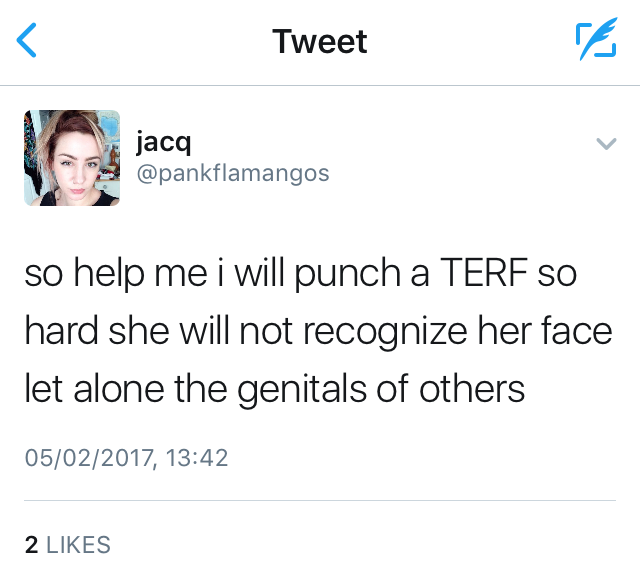 Tweet
jacq
@pankflamangos
so help me i will punch a TERF so
hard she will not recognize her face
let alone the genitals of others
05/02/2017, 13:42
2 LIKES